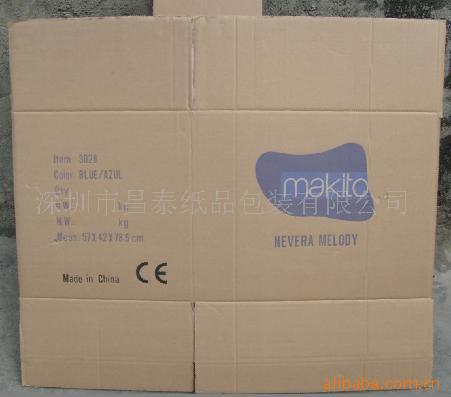 Item: 3028
Color: BLUE/AZUL
Qty
G.W.: kg
N.W.: kg
Meas: 57X42X78.5 cm
Made in China
CE
makito
NEVERA MELODY
深圳市昌泰纸品包装有限公司
alibaba.com.cn